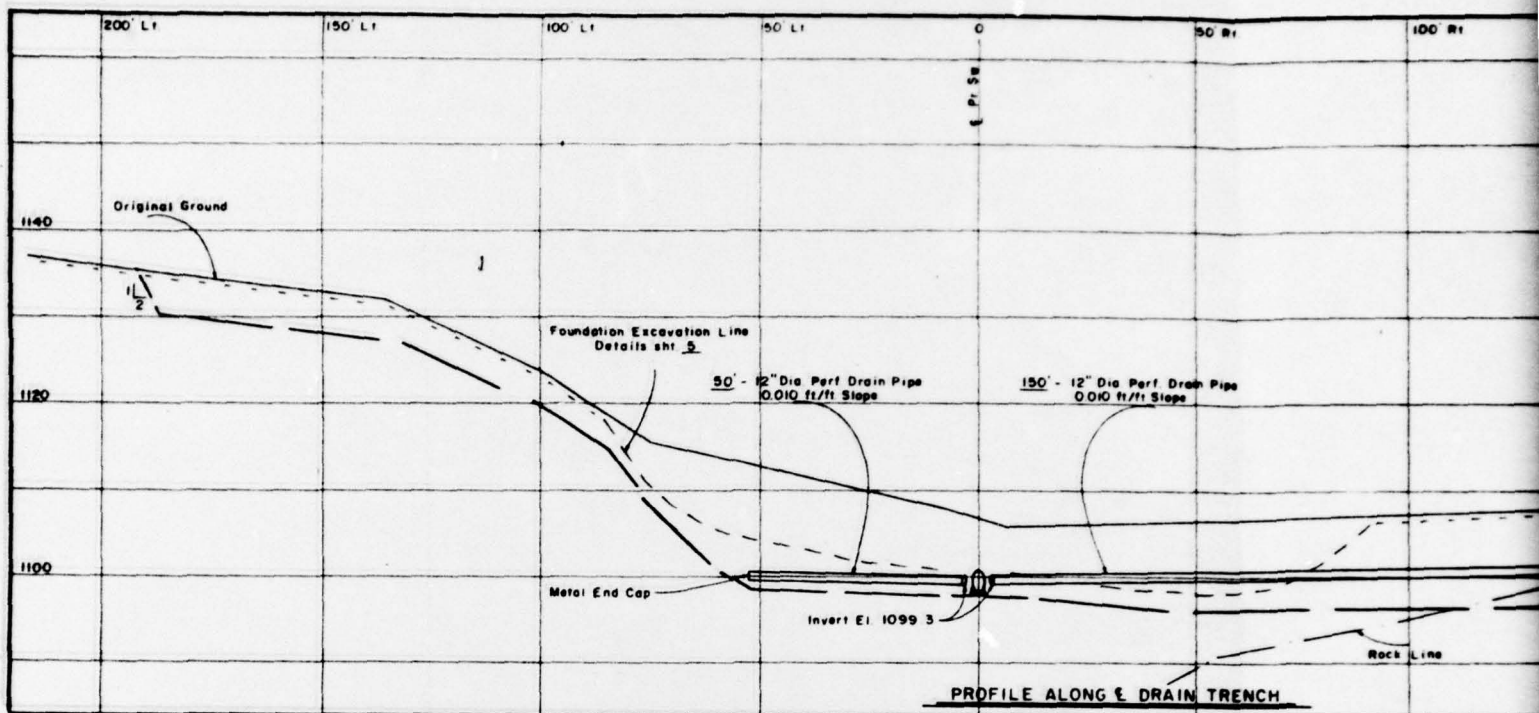 200' Lt
150' Lt
100' Lt
50' Lt
0
50' Rt
100' Rt
℄ Pr Sw
Original Ground
1140
1
2
Foundation Excavation Line
Details sht 5
50' - 12" Dia Perf Drain Pipe
0.010 ft/ft Slope
150' - 12" Dia. Perf. Drain Pipe
0.010 ft/ft Slope
1120
1100
Metal End Cap
Invert El. 1099.3
Rock Line
PROFILE ALONG ℄ DRAIN TRENCH